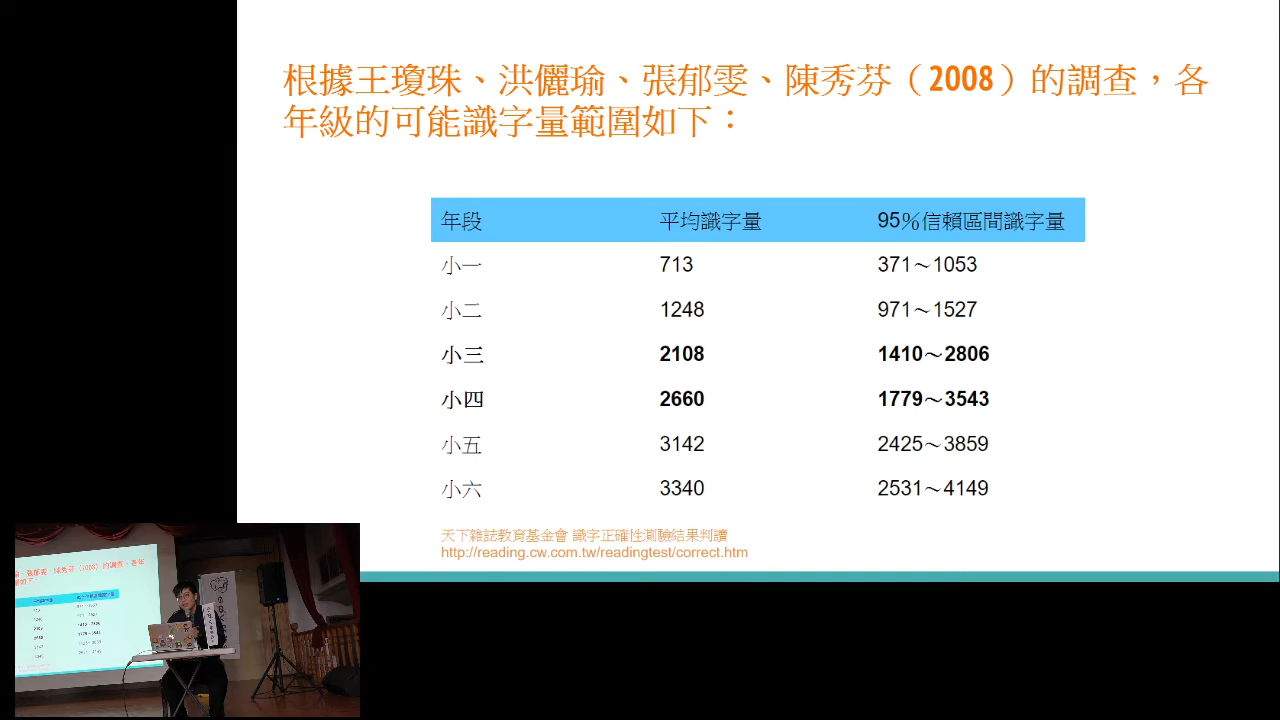 根據王瓊珠、洪儷瑜、張郁雯、陳秀芬（2008）的調查，各
年級的可能識字量範圍如下：
年段 平均識字量 95％信賴區間識字量
小一 713 371～1053
小二 1248 971～1527
小三 2108 1410～2806
小四 2660 1779～3543
小五 3142 2425～3859
小六 3340 2531～4149
天下雜誌教育基金會 識字正確性測驗結果判讀
http://reading.cw.com.tw/readingtest/correct.htm